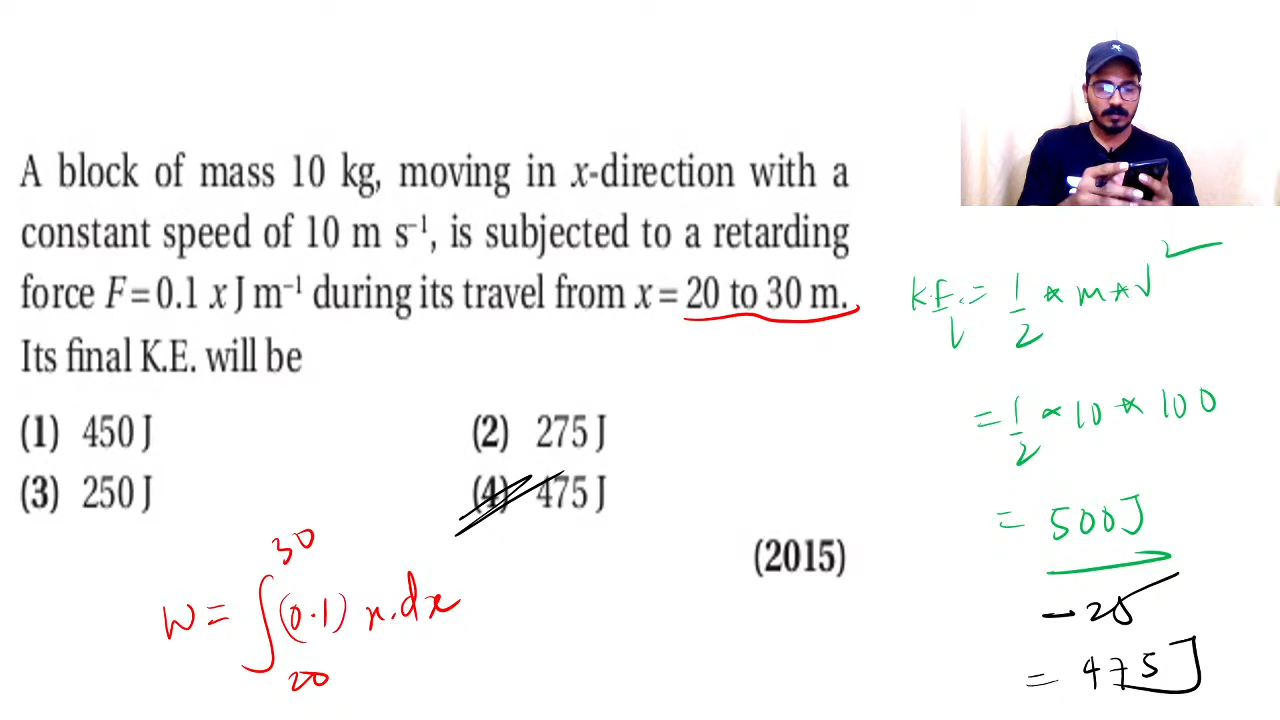 A block of mass 10 kg, moving in x-direction with a
constant speed of 10 m s⁻¹, is subjected to a retarding
force F = 0.1 x J m⁻¹ during its travel from x = 20 to 30 m.
Its final K.E. will be
(1) 450 J (2) 275 J
(3) 250 J (4) 475 J
(2015)
30
W = ∫ (0.1) x.dx
20
K.E.i = 1/2 * m * v²
= 1/2 * 10 * 100
= 500J
- 25
= 475J